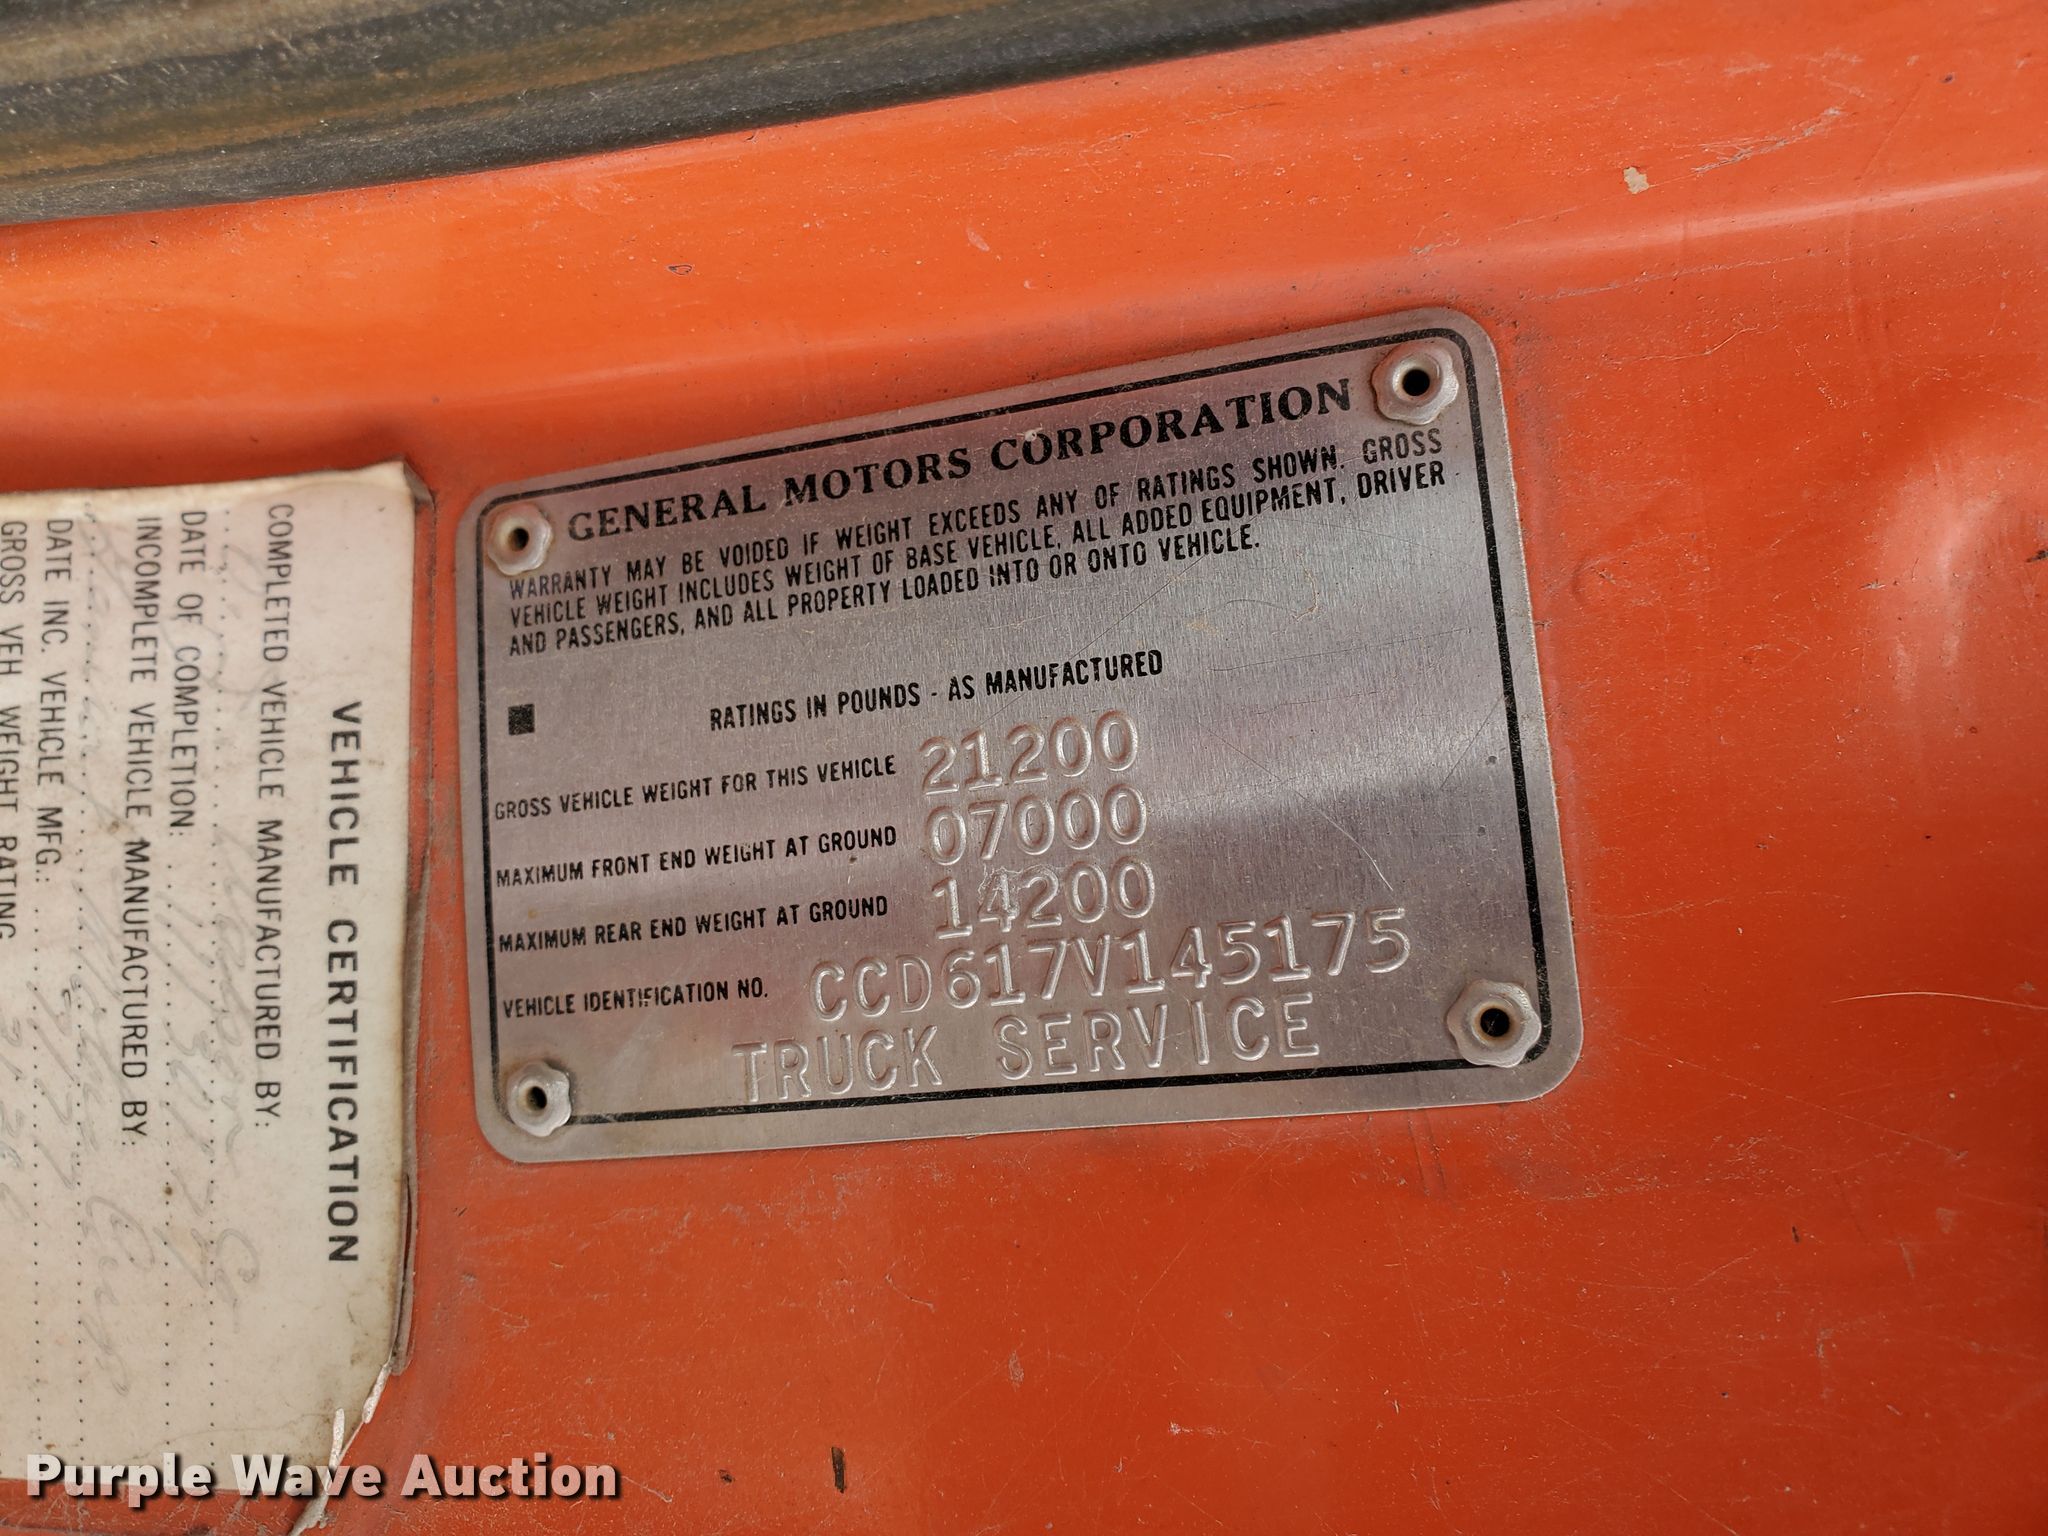 GENERAL MOTORS CORPORATION
WARRANTY MAY BE VOIDED IF WEIGHT EXCEEDS ANY OF RATINGS SHOWN. GROSS
VEHICLE WEIGHT INCLUDES WEIGHT OF BASE VEHICLE, ALL ADDED EQUIPMENT, DRIVER
AND PASSENGERS, AND ALL PROPERTY LOADED INTO OR ONTO VEHICLE.
RATINGS IN POUNDS - AS MANUFACTURED
GROSS VEHICLE WEIGHT FOR THIS VEHICLE 21200
MAXIMUM FRONT END WEIGHT AT GROUND 07000
MAXIMUM REAR END WEIGHT AT GROUND 14200
VEHICLE IDENTIFICATION NO. CCD617V145175
TRUCK SERVICE
VEHICLE CERTIFICATION
COMPLETED VEHICLE MANUFACTURED BY:
DATE OF COMPLETION:
INCOMPLETE VEHICLE MANUFACTURED BY:
DATE INC. VEHICLE MFG.:
GROSS VEH WEIGHT RATING
Purple Wave Auction